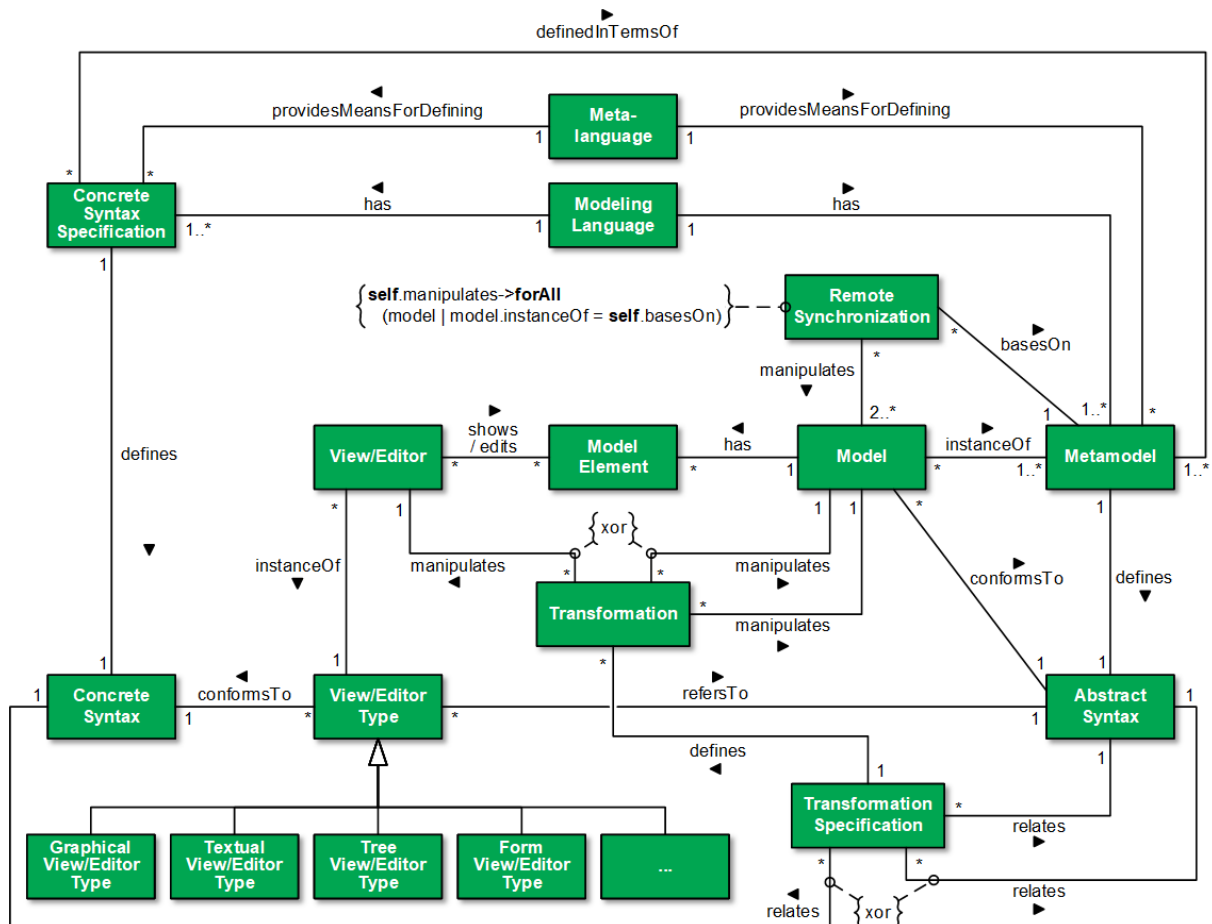 definedInTermsOf
providesMeansForDefining
Meta-
language
providesMeansForDefining
1
1
*
*
*
Concrete
Syntax
Specification
has
Modeling
Language
has
1..*
1
1
1
self.manipulates->forAll
(model | model.instanceOf = self.basesOn)
Remote
Synchronization
*
*
basesOn
manipulates
2..*
1
1..*
*
shows
/ edits
has
instanceOf
View/Editor
Model
Element
Model
Metamodel
defines
*
*
*
1
*
1..*
1..*
*
1
{xor}
1
1
*
1
instanceOf
manipulates
manipulates
conformsTo
defines
*
*
Transformation
*
manipulates
*
1
1
1
1
1
Concrete
Syntax
conformsTo
View/Editor
Type
refersTo
Abstract
Syntax
1
1
*
*
1
defines
1
1
Transformation
Specification
*
relates
Graphical
View/Editor
Type
Textual
View/Editor
Type
Tree
View/Editor
Type
Form
View/Editor
Type
...
*
*
relates
{xor}
relates